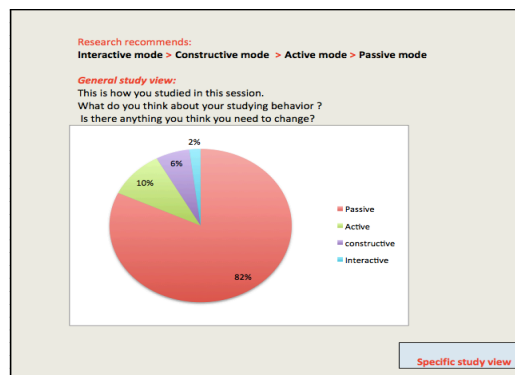 Research recommends:
Interactive mode > Constructive mode > Active mode > Passive mode
General study view:
This is how you studied in this session.
What do you think about your studying behavior ?
Is there anything you think you need to change?
2%
6%
10%
82%
Passive
Active
constructive
Interactive
Specific study view